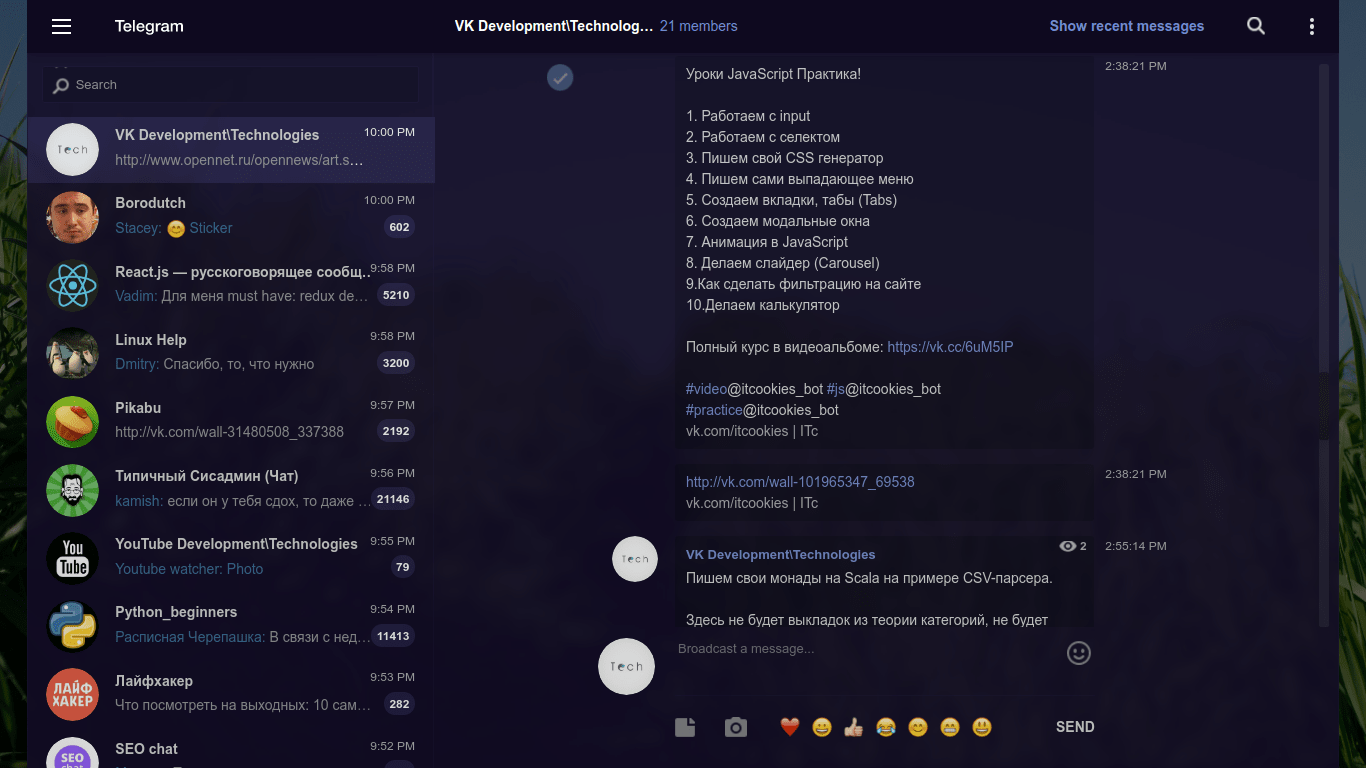 Telegram
VK Development\Technolog… 21 members
Show recent messages
Search
VK Development\Technologies 10:00 PM
http://www.opennet.ru/opennews/art.s…
Borodutch 10:00 PM
Stacey: 😊 Sticker 602
React.js — русскоговорящее сообщ.. 9:58 PM
Vadim: Для меня must have: redux de… 5210
Linux Help 9:58 PM
Dmitry: Спасибо, то, что нужно 3200
Pikabu 9:57 PM
http://vk.com/wall-31480508_337388 2192
Типичный Сисадмин (Чат) 9:56 PM
kamish: если он у тебя сдох, то даже … 21146
YouTube Development\Technologies 9:55 PM
Youtube watcher: Photo 79
Python_beginners 9:54 PM
Расписная Черепашка: В связи с нед… 11413
Лайфхакер 9:53 PM
Что посмотреть на выходных: 10 сам… 282
SEO chat 9:52 PM
Tech
You
Tube
ЛАЙФ
ХАКЕР
SEO
chat
Уроки JavaScript Практика! 2:38:21 PM
1. Работаем с input
2. Работаем с селектом
3. Пишем свой CSS генератор
4. Пишем сами выпадающее меню
5. Создаем вкладки, табы (Tabs)
6. Создаем модальные окна
7. Анимация в JavaScript
8. Делаем слайдер (Carousel)
9.Как сделать фильтрацию на сайте
10.Делаем калькулятор
Полный курс в видеоальбоме: https://vk.cc/6uM5IP
#video@itcookies_bot #js@itcookies_bot
#practice@itcookies_bot
vk.com/itcookies | ITc
http://vk.com/wall-101965347_69538 2:38:21 PM
vk.com/itcookies | ITc
Tech
VK Development\Technologies 2 2:55:14 PM
Пишем свои монады на Scala на примере CSV-парсера.
Здесь не будет выкладок из теории категорий, не будет
Tech
Broadcast a message...
SEND